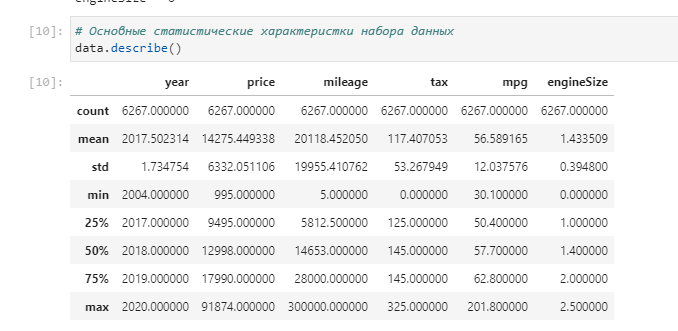 [10]: # Основные статистические характеристки набора данных
data.describe()
[10]: year price mileage tax mpg engineSize
count 6267.000000 6267.000000 6267.000000 6267.000000 6267.000000 6267.000000
mean 2017.502314 14275.449338 20118.452050 117.407053 56.589165 1.433509
std 1.734754 6332.051106 19955.410762 53.267949 12.037576 0.394800
min 2004.000000 995.000000 5.000000 0.000000 30.100000 0.000000
25% 2017.000000 9495.000000 5812.500000 125.000000 50.400000 1.000000
50% 2018.000000 12998.000000 14653.000000 145.000000 57.700000 1.400000
75% 2019.000000 17990.000000 28000.000000 145.000000 62.800000 2.000000
max 2020.000000 91874.000000 300000.000000 325.000000 201.800000 2.500000